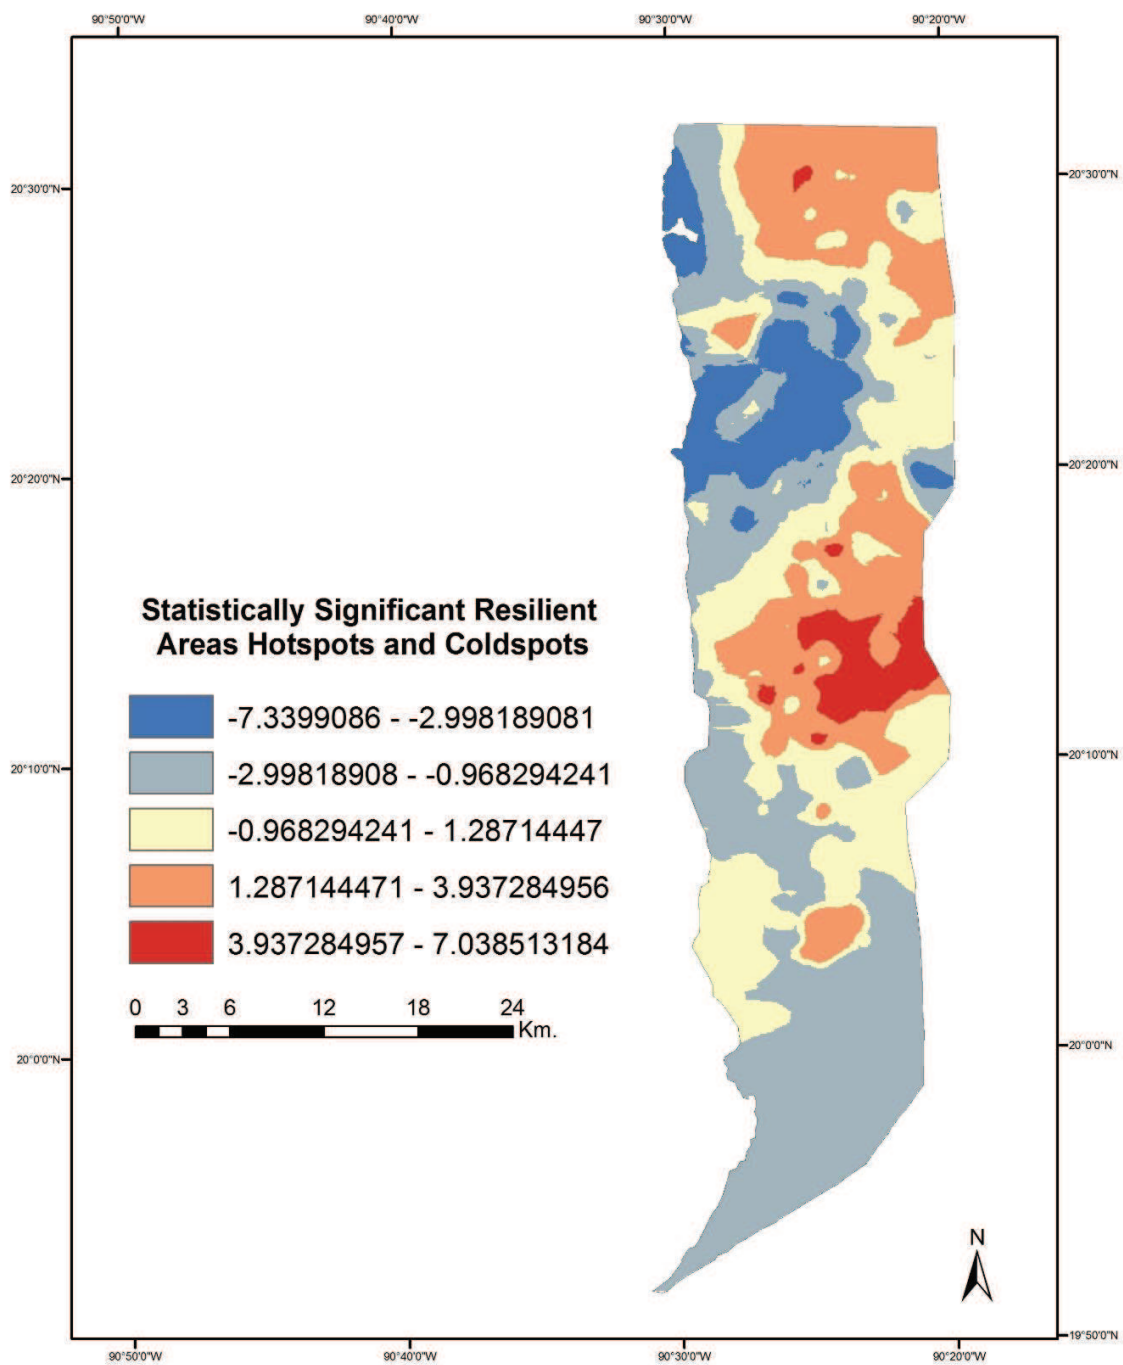 90°50'0"W 90°40'0"W 90°30'0"W 90°20'0"W
20°30'0"N 20°30'0"N
20°20'0"N 20°20'0"N
Statistically Significant Resilient
Areas Hotspots and Coldspots
-7.3399086 - -2.998189081
20°10'0"N 20°10'0"N
-2.99818908 - -0.968294241
-0.968294241 - 1.28714447
1.287144471 - 3.937284956
3.937284957 - 7.038513184
0 3 6 12 18 24
Km.
20°0'0"N 20°0'0"N
N
19°50'0"N
90°50'0"W 90°40'0"W 90°30'0"W 90°20'0"W